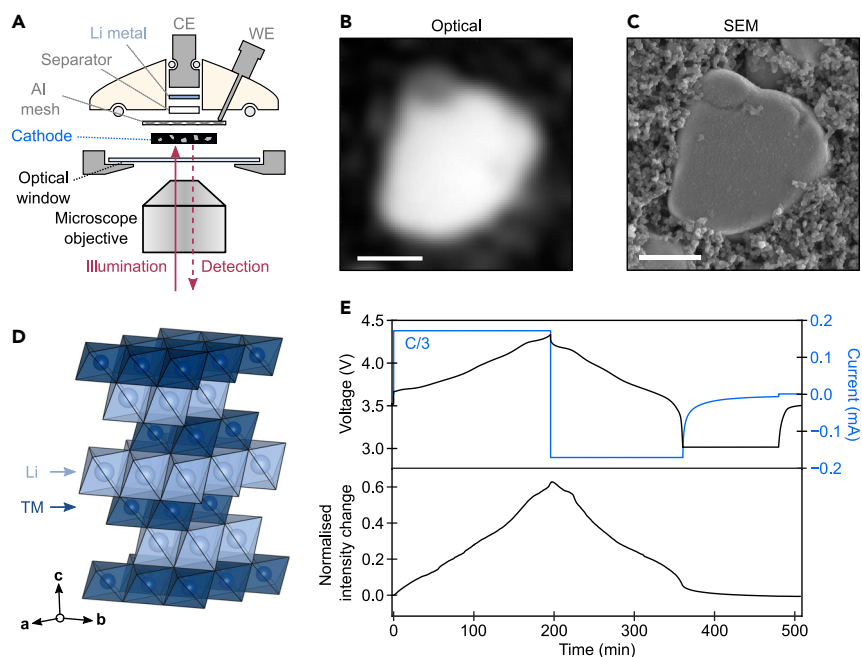 A
CE
WE
Li metal
Separator
Al
mesh
Cathode
Optical
window
Microscope
objective
Illumination
Detection
B
Optical
C
SEM
D
Li
TM
c
a
b
E
C/3
Voltage (V)
4.5
4.0
3.5
3.0
Current (mA)
0.2
0.1
0.0
−0.1
−0.2
Normalised
intensity change
0.6
0.4
0.2
0.0
0
100
200
300
400
500
Time (min)